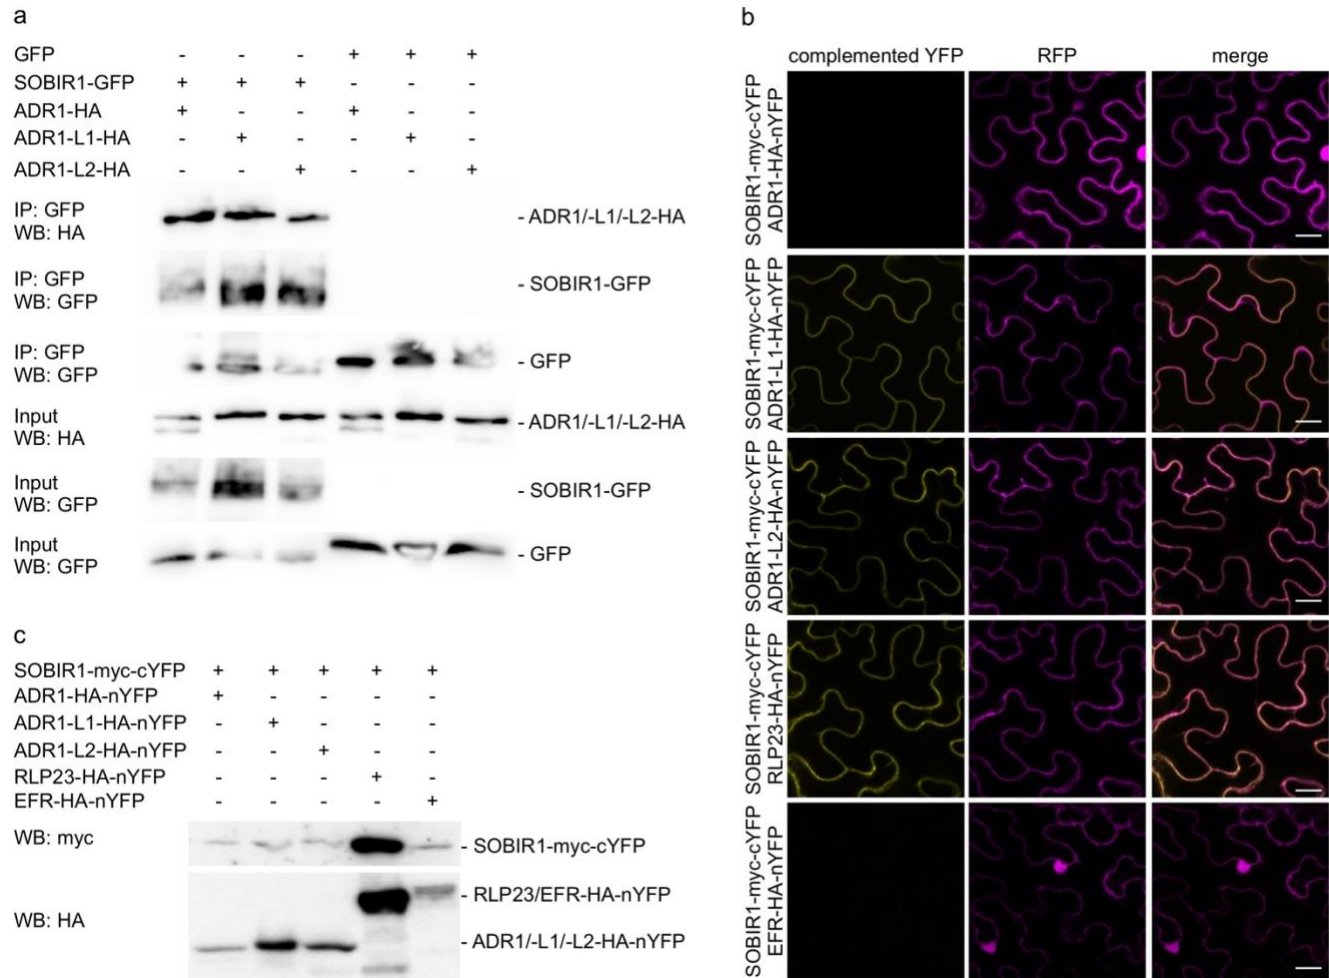 a
GFP - - - + + +
SOBIR1-GFP + + + - - -
ADR1-HA + - - + - -
ADR1-L1-HA - + - - + -
ADR1-L2-HA - - + - - +
IP: GFP
WB: HA
- ADR1/-L1/-L2-HA
IP: GFP
WB: GFP
- SOBIR1-GFP
IP: GFP
WB: GFP
- GFP
Input
WB: HA
- ADR1/-L1/-L2-HA
Input
WB: GFP
- SOBIR1-GFP
Input
WB: GFP
- GFP
b
complemented YFP RFP merge
SOBIR1-myc-cYFP
ADR1-HA-nYFP
SOBIR1-myc-cYFP
ADR1-L1-HA-nYFP
SOBIR1-myc-cYFP
ADR1-L2-HA-nYFP
SOBIR1-myc-cYFP
RLP23-HA-nYFP
SOBIR1-myc-cYFP
EFR-HA-nYFP
c
SOBIR1-myc-cYFP + + + + +
ADR1-HA-nYFP + - - - -
ADR1-L1-HA-nYFP - + - - -
ADR1-L2-HA-nYFP - - + - -
RLP23-HA-nYFP - - - + -
EFR-HA-nYFP - - - - +
WB: myc
- SOBIR1-myc-cYFP
WB: HA
- RLP23/EFR-HA-nYFP
- ADR1/-L1/-L2-HA-nYFP